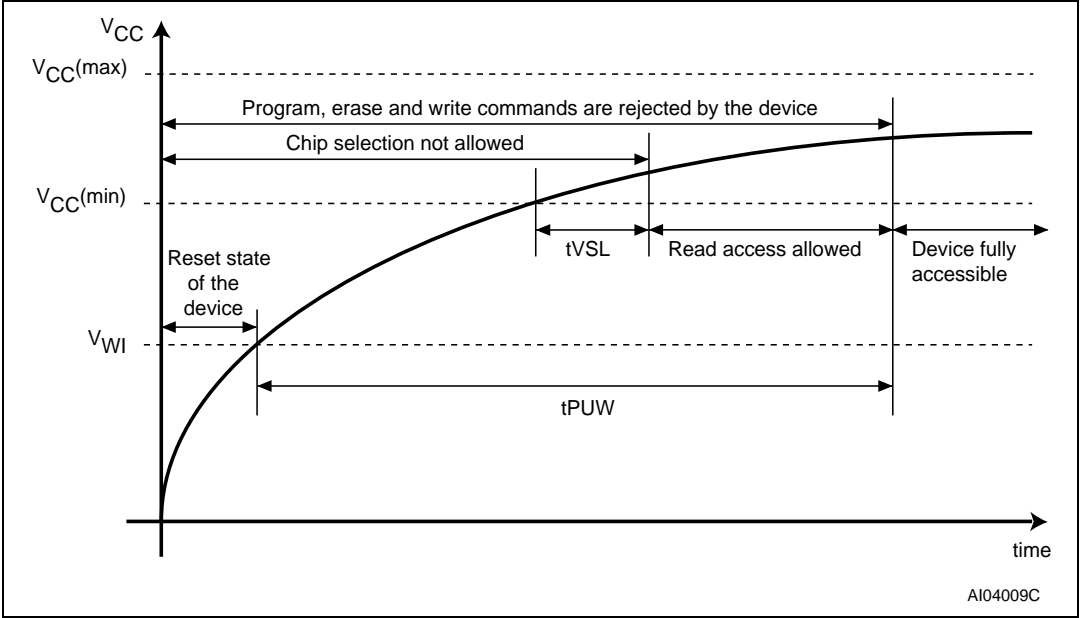 VCC
VCC(max)
Program, erase and write commands are rejected by the device
Chip selection not allowed
VCC(min)
tVSL
Read access allowed
Device fully
accessible
Reset state
of the
device
VWI
tPUW
time
AI04009C